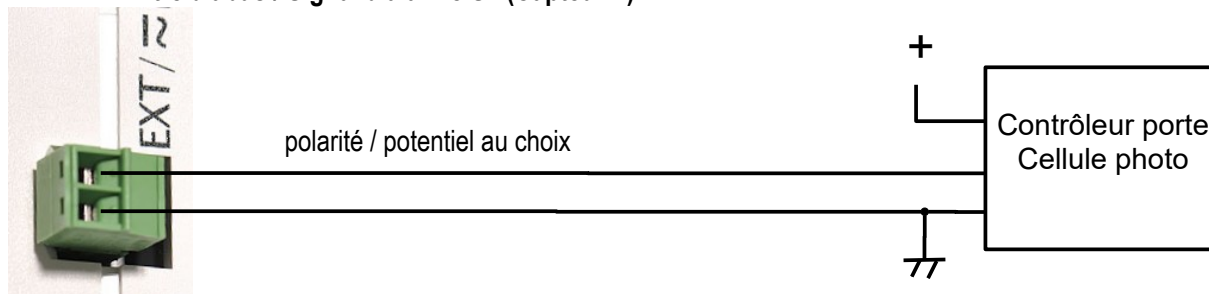 EXT / ≂
polarité / potentiel au choix
+
Contrôleur porte
Cellule photo